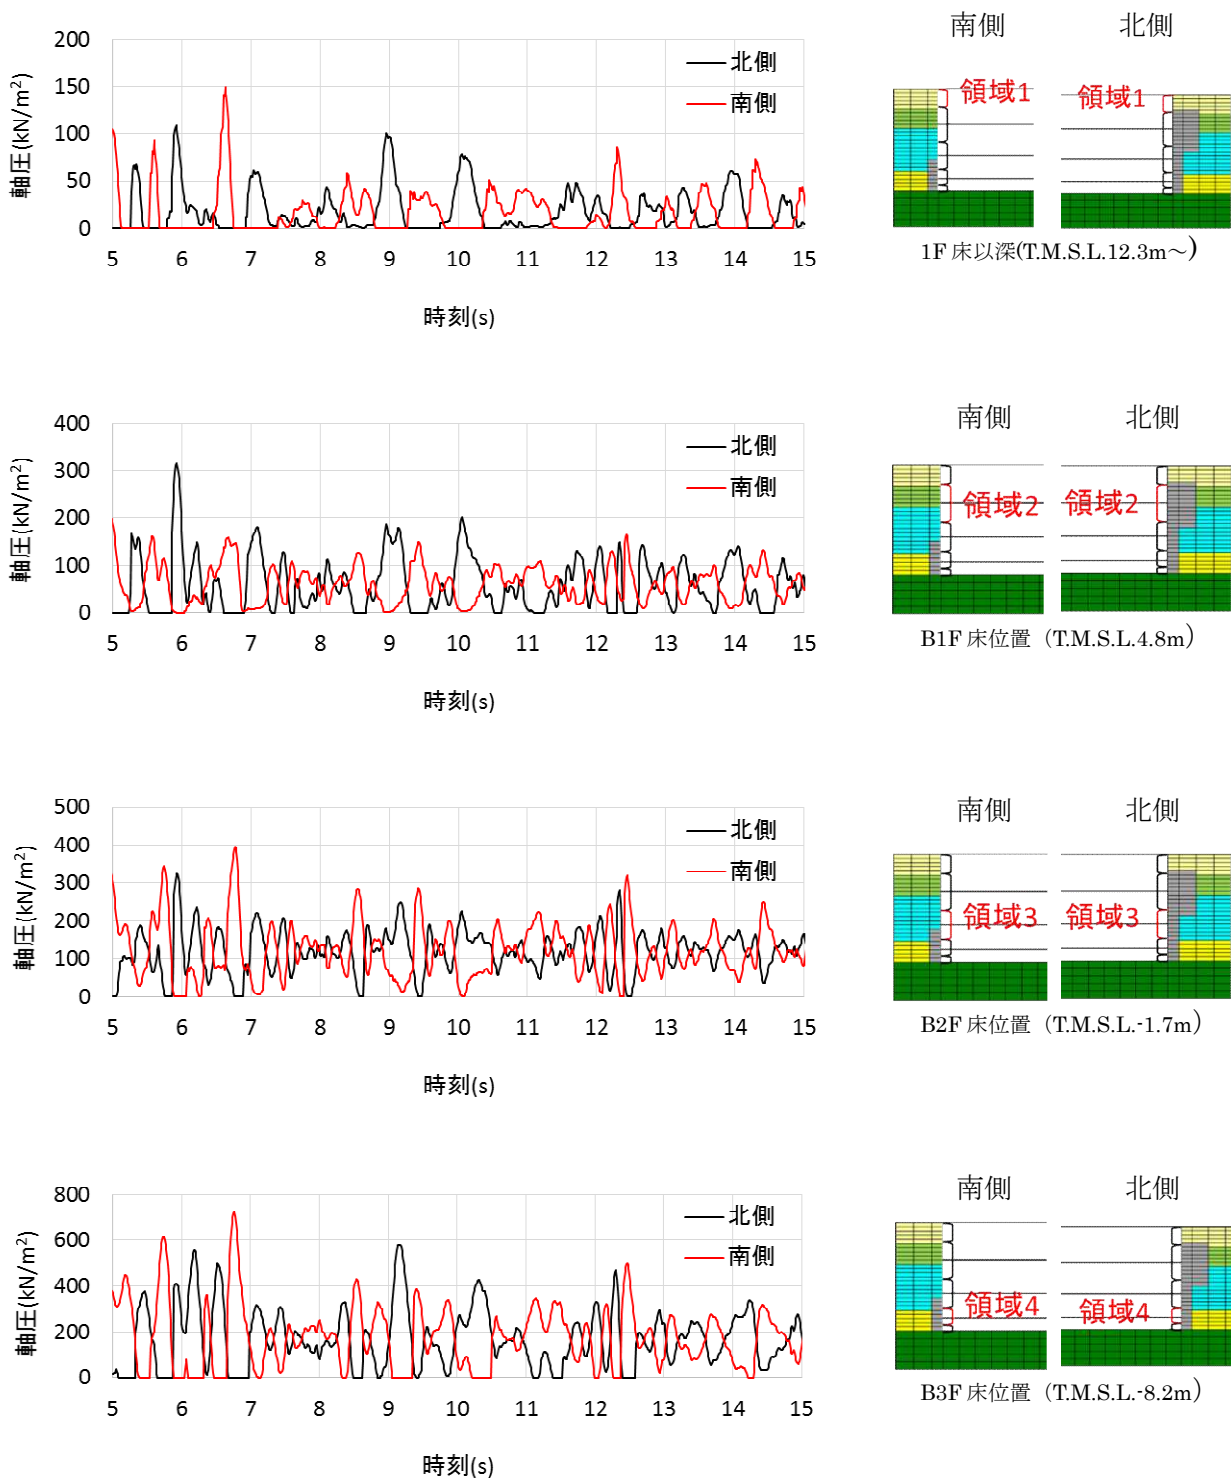 南側 北側
200
150
100
50
0
軸圧(kN/m²)
北側
南側
5 6 7 8 9 10 11 12 13 14 15
時刻(s)
領域1 領域1
1F 床以深(T.M.S.L.12.3m～)
南側 北側
400
300
200
100
0
軸圧(kN/m²)
北側
南側
5 6 7 8 9 10 11 12 13 14 15
時刻(s)
領域2 領域2
B1F 床位置（T.M.S.L.4.8m）
南側 北側
500
400
300
200
100
0
軸圧(kN/m²)
北側
南側
5 6 7 8 9 10 11 12 13 14 15
時刻(s)
領域3 領域3
B2F 床位置（T.M.S.L.-1.7m）
南側 北側
800
600
400
200
0
軸圧(kN/m²)
北側
南側
5 6 7 8 9 10 11 12 13 14 15
時刻(s)
領域4 領域4
B3F 床位置（T.M.S.L.-8.2m）